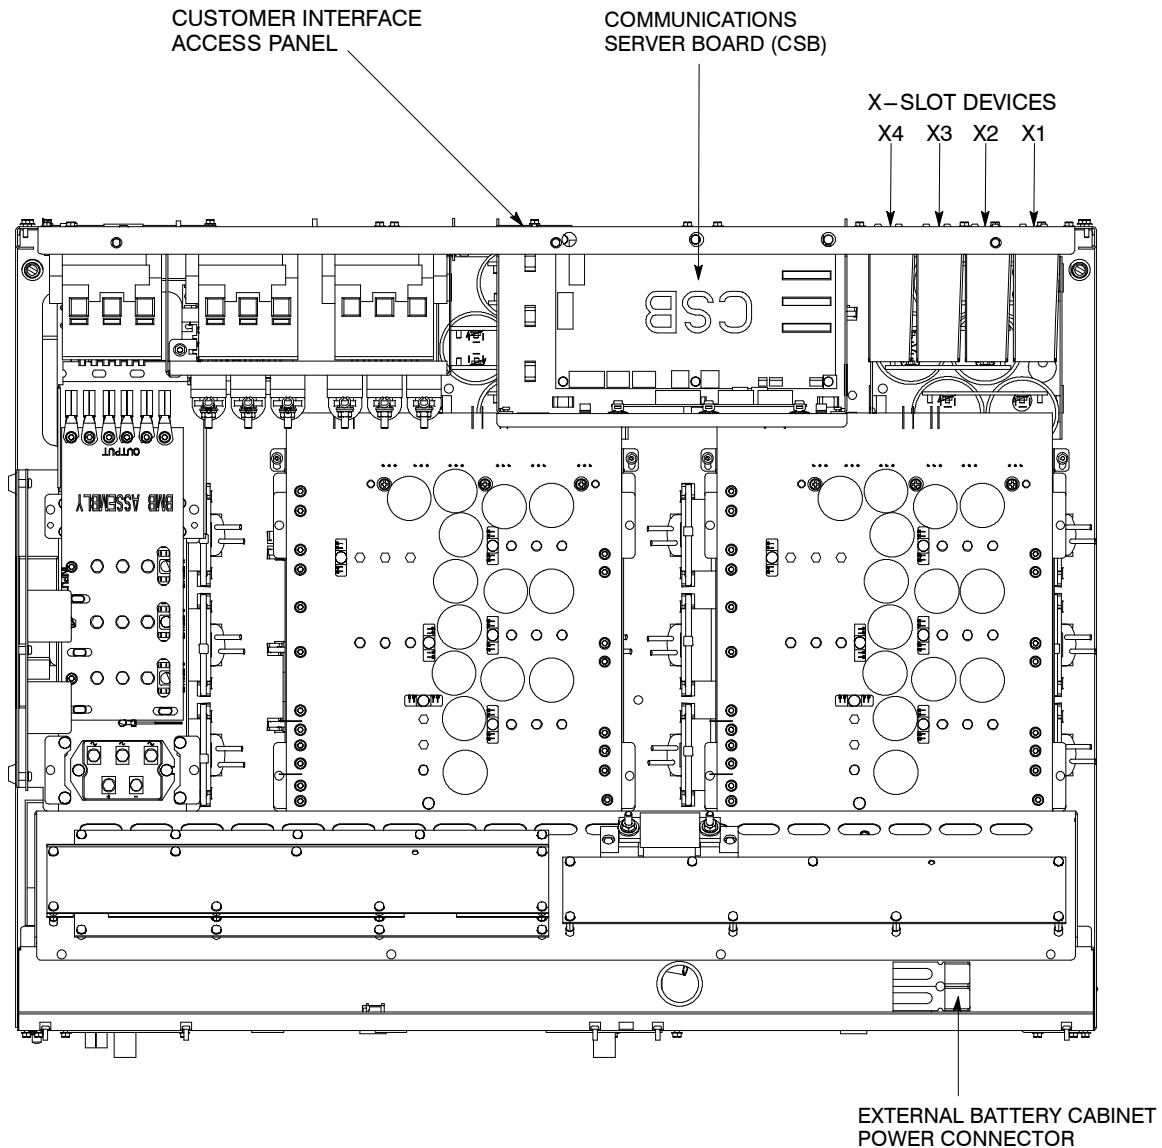 CUSTOMER INTERFACE
ACCESS PANEL
COMMUNICATIONS
SERVER BOARD (CSB)
X-SLOT DEVICES
X4 X3 X2 X1
CSB
OUTPUT
BMB ASSEMBLY
EXTERNAL BATTERY CABINET
POWER CONNECTOR